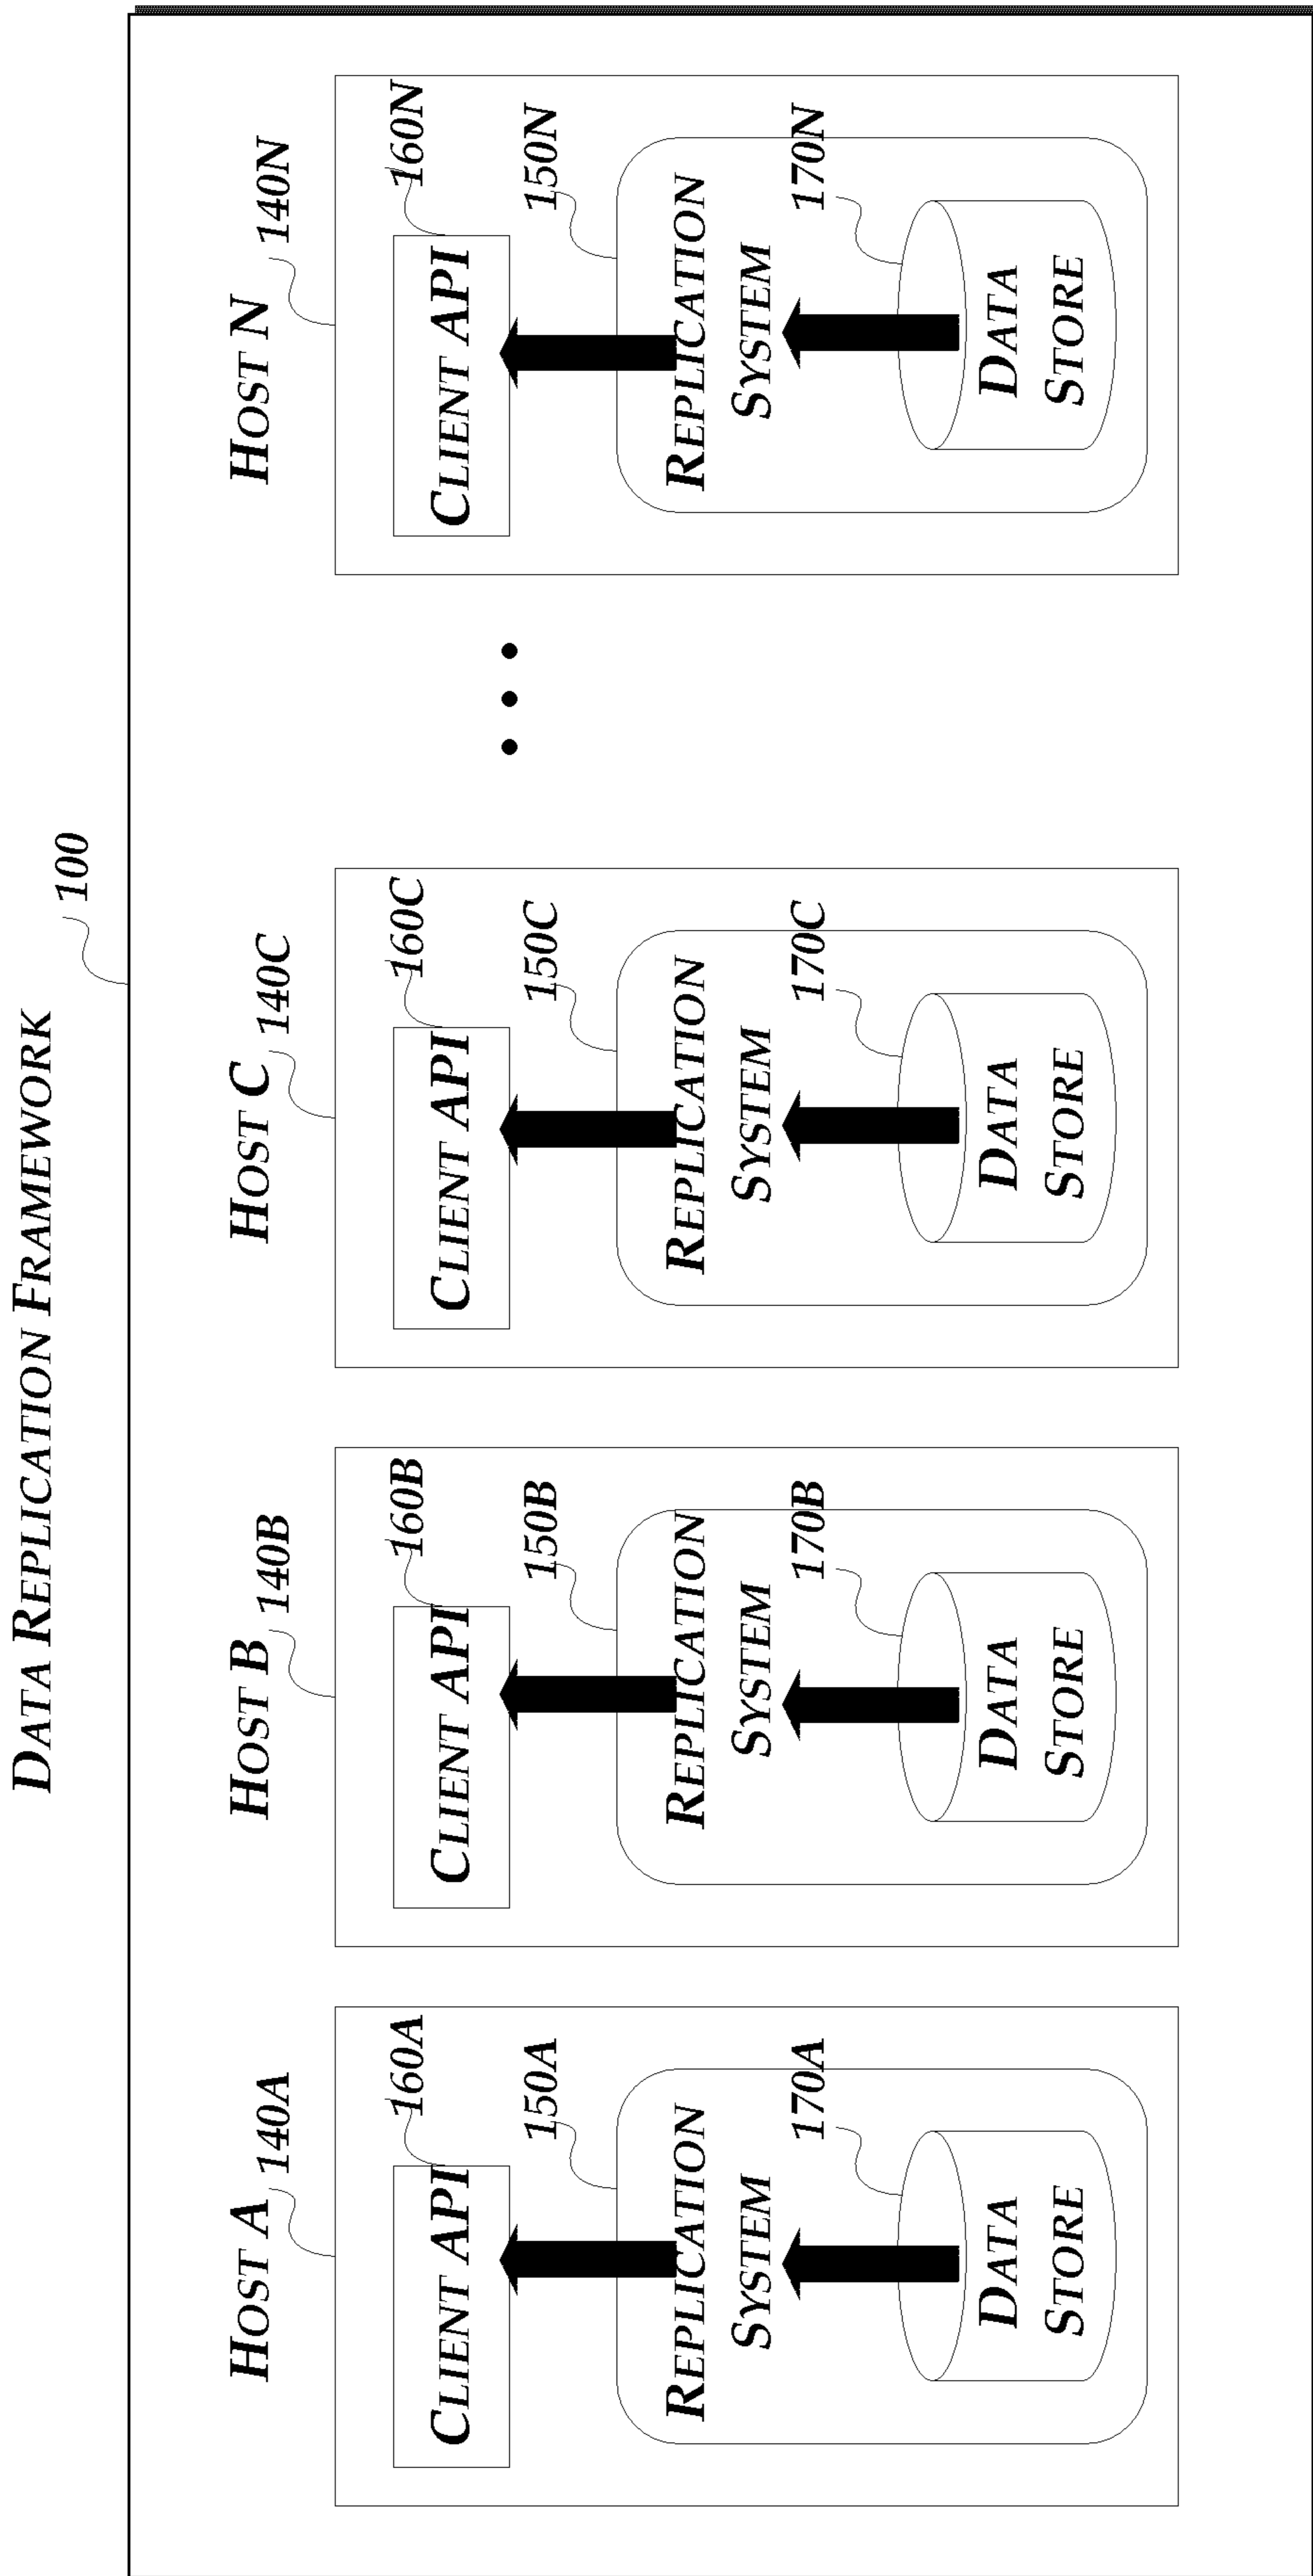 DATA REPLICATION FRAMEWORK
100
HOST A
140A
160A
CLIENT API
150A
REPLICATION
SYSTEM
170A
DATA
STORE
HOST B
140B
160B
CLIENT API
150B
REPLICATION
SYSTEM
170B
DATA
STORE
HOST C
140C
160C
CLIENT API
150C
REPLICATION
SYSTEM
170C
DATA
STORE
• • •
HOST N
140N
160N
CLIENT API
150N
REPLICATION
SYSTEM
170N
DATA
STORE